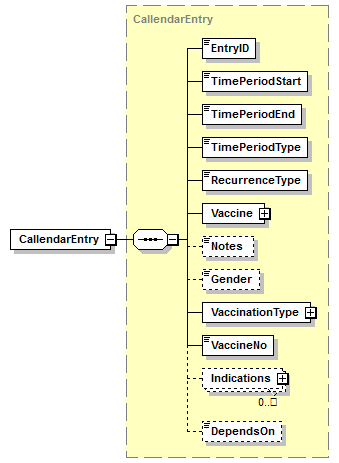 CallendarEntry
EntryID
TimePeriodStart
TimePeriodEnd
TimePeriodType
RecurrenceType
Vaccine
CallendarEntry
Notes
Gender
VaccinationType
VaccineNo
Indications
0..□
DependsOn